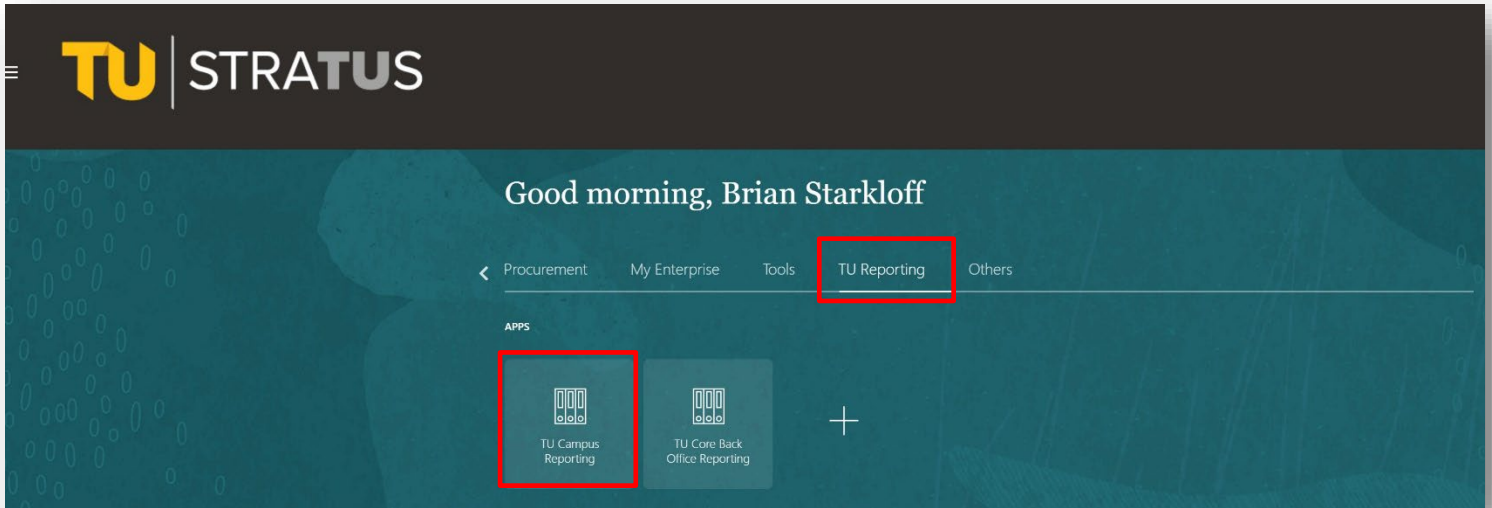 TU STRATUS
Good morning, Brian Starkloff
Procurement My Enterprise Tools TU Reporting Others
APPS
TU Campus
Reporting
TU Core Back
Office Reporting